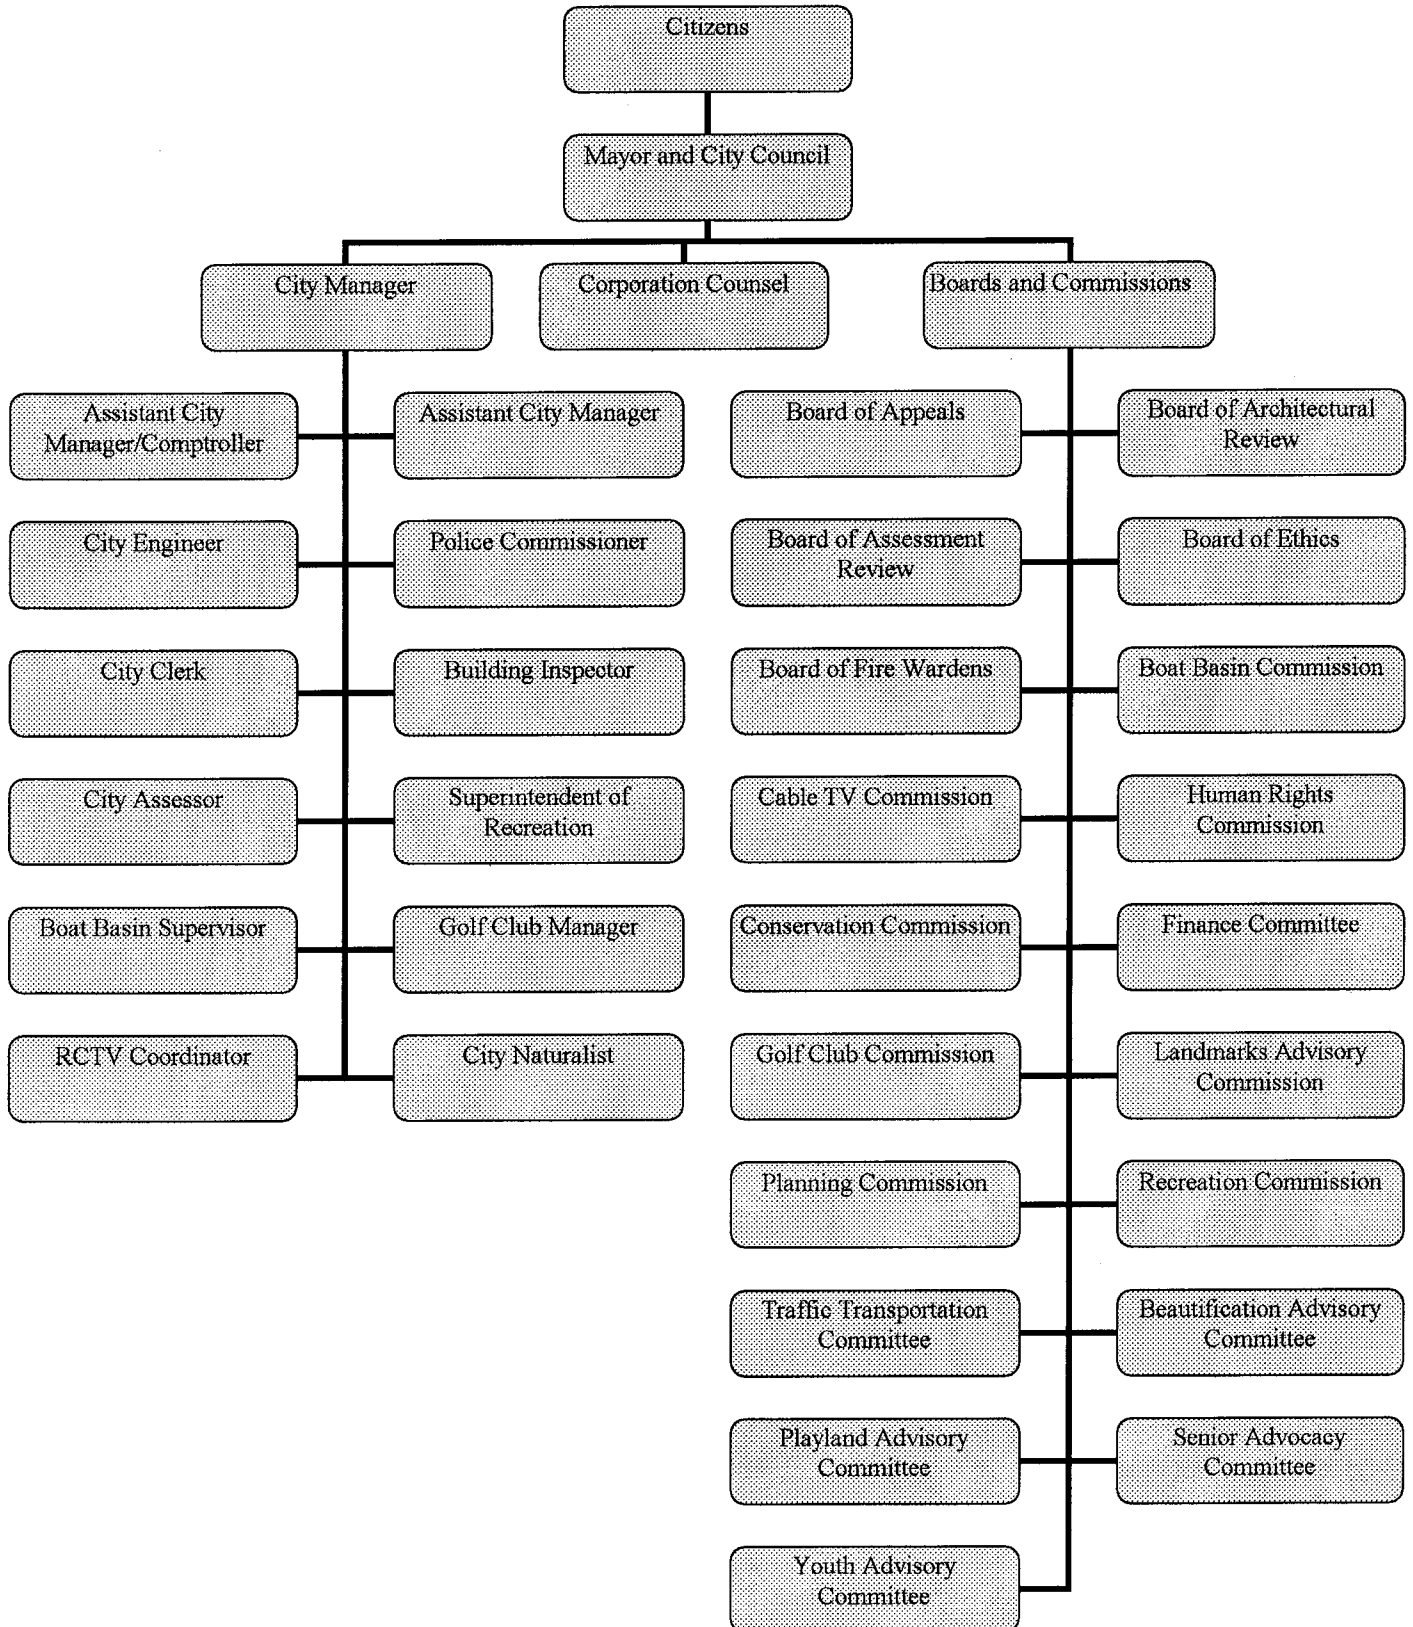 Citizens
Mayor and City Council
City Manager
Corporation Counsel
Boards and Commissions
Assistant City
Manager/Comptroller
Assistant City Manager
City Engineer
Police Commissioner
City Clerk
Building Inspector
City Assessor
Superintendent of
Recreation
Boat Basin Supervisor
Golf Club Manager
RCTV Coordinator
City Naturalist
Board of Appeals
Board of Architectural
Review
Board of Assessment
Review
Board of Ethics
Board of Fire Wardens
Boat Basin Commission
Cable TV Commission
Human Rights
Commission
Conservation Commission
Finance Committee
Golf Club Commission
Landmarks Advisory
Commission
Planning Commission
Recreation Commission
Traffic Transportation
Committee
Beautification Advisory
Committee
Playland Advisory
Committee
Senior Advocacy
Committee
Youth Advisory
Committee